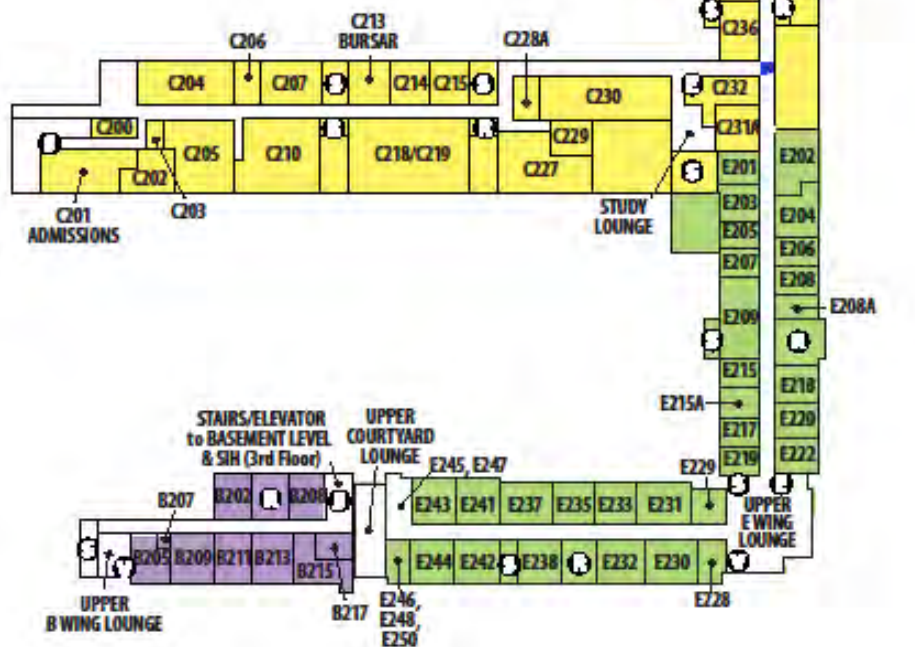 C236
C213
BURSAR
C206
C228A
C204
C207
C214
C215
C230
C232
C200
C205
C210
C218/C219
C229
C227
C231A
C202
C201
ADMISSIONS
C203
STUDY
LOUNGE
E201
E202
E203
E204
E205
E206
E207
E208
E208A
E209
E215
E218
E215A
E220
E217
E219
E222
STAIRS/ELEVATOR
to BASEMENT LEVEL
& SIH (3rd Floor)
UPPER
COURTYARD
LOUNGE
E245, E247
E229
B207
B202
B208
E243
E241
E237
E235
E233
E231
UPPER
E WING
LOUNGE
B205
B209
B211
B213
B215
E244
E242
E238
E232
E230
UPPER
B WING LOUNGE
B217
E246,
E248,
E250
E228